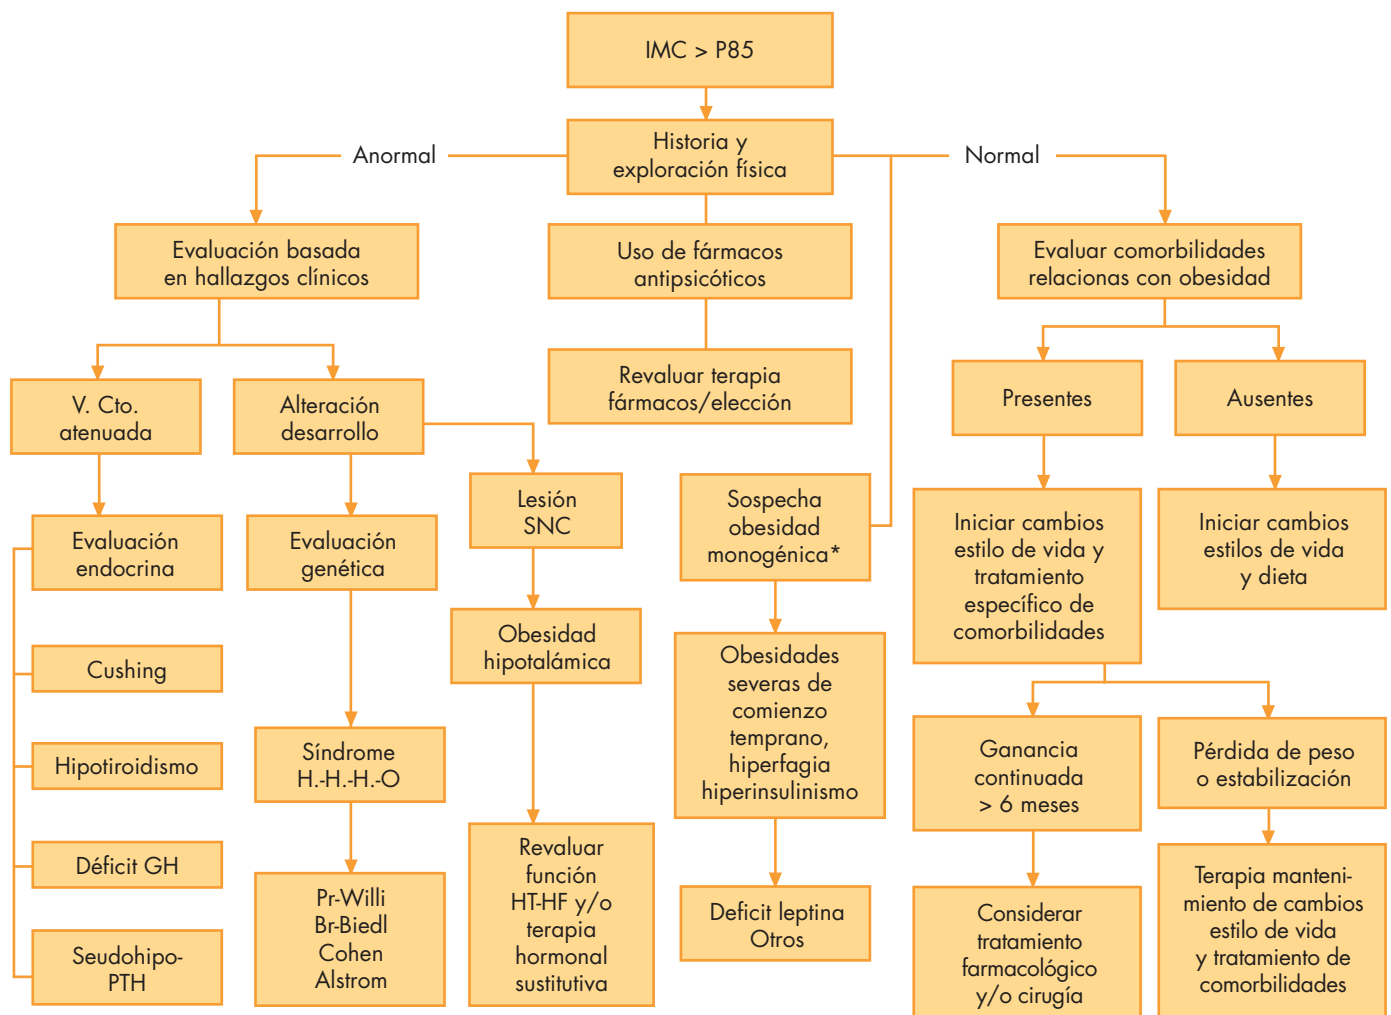 IMC > P85
Historia y
exploración física
Anormal
Normal
Evaluación basada
en hallazgos clínicos
Uso de fármacos
antipsicóticos
Evaluar comorbilidades
relacionas con obesidad
V. Cto.
atenuada
Alteración
desarrollo
Revaluar terapia
fármacos/elección
Presentes
Ausentes
Evaluación
endocrina
Evaluación
genética
Lesión
SNC
Sospecha
obesidad
monogénica*
Iniciar cambios
estilo de vida y
tratamiento
específico de
comorbilidades
Iniciar cambios
estilos de vida
y dieta
Cushing
Obesidad
hipotalámica
Obesidades
severas de
comienzo
temprano,
hiperfagia
hiperinsulinismo
Hipotiroidismo
Síndrome
H.-H.-H.-O
Ganancia
continuada
> 6 meses
Pérdida de peso
o estabilización
Déficit GH
Pr-Willi
Br-Biedl
Cohen
Alstrom
Revaluar
función
HT-HF y/o
terapia
hormonal
sustitutiva
Deficit leptina
Otros
Considerar
tratamiento
farmacológico
y/o cirugía
Terapia manteni-
miento de cambios
estilo de vida
y tratamiento de
comorbilidades
Seudohipo-
PTH